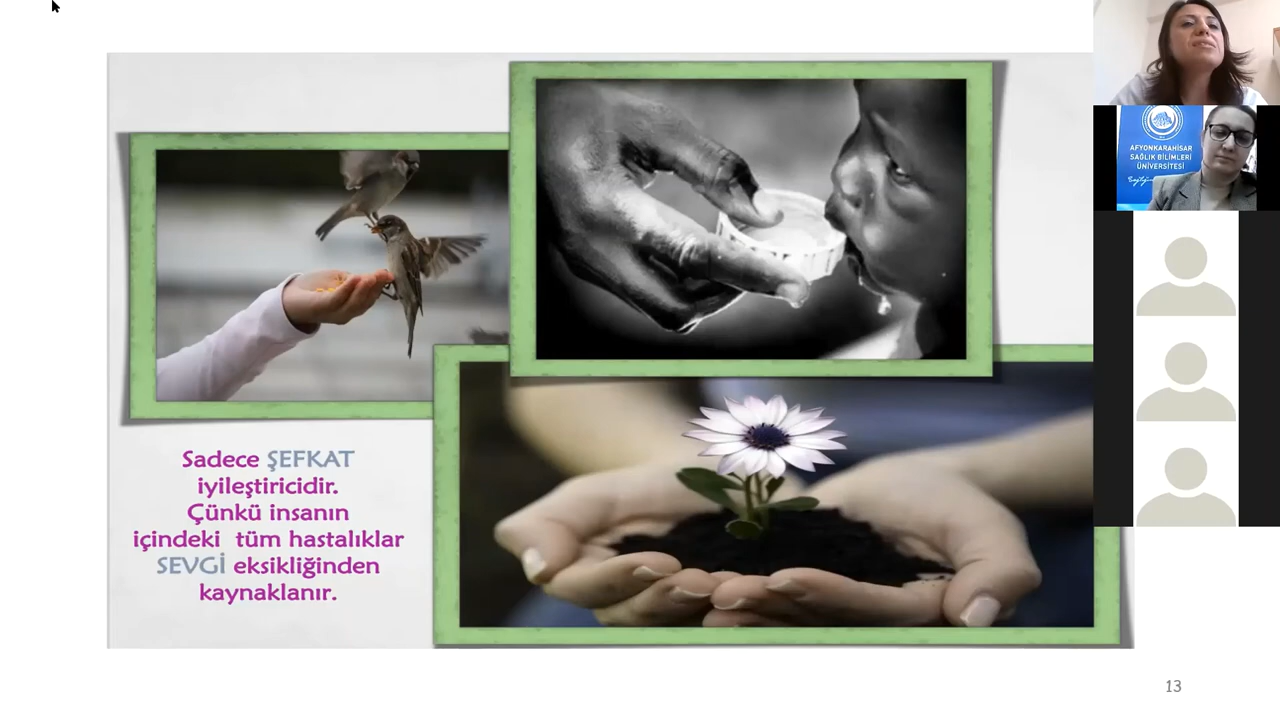 Sadece ŞEFKAT
iyileştiricidir.
Çünkü insanın
içindeki tüm hastalıklar
SEVGİ eksikliğinden
kaynaklanır.
AFYONKARAHİSAR
SAĞLIK BİLİMLERİ
ÜNİVERSİTESİ
13